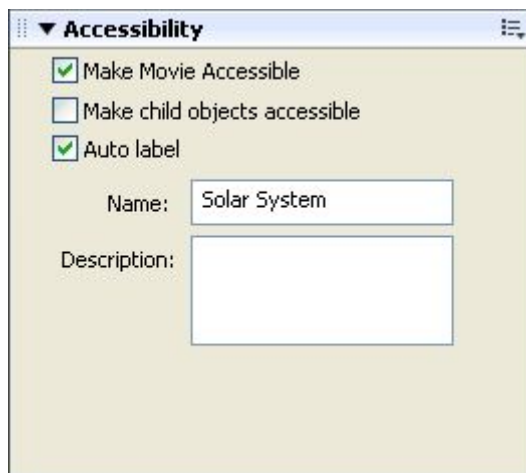 Accessibility
Make Movie Accessible
Make child objects accessible
Auto label
Name: Solar System
Description: